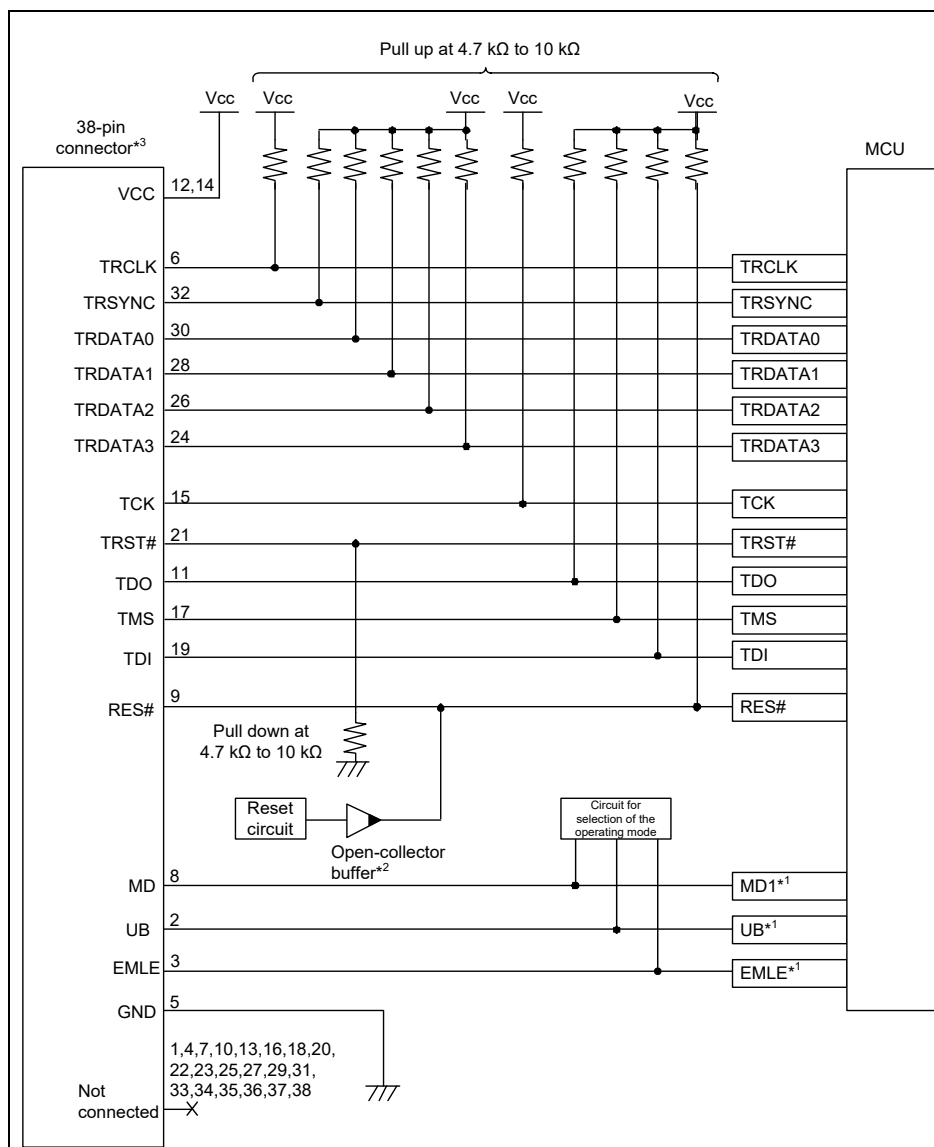 Pull up at 4.7 kΩ to 10 kΩ
Vcc Vcc Vcc Vcc Vcc
38-pin
connector*3
MCU
VCC 12,14
TRCLK 6 TRCLK
TRSYNC 32 TRSYNC
TRDATA0 30 TRDATA0
TRDATA1 28 TRDATA1
TRDATA2 26 TRDATA2
TRDATA3 24 TRDATA3
TCK 15 TCK
TRST# 21 TRST#
TDO 11 TDO
TMS 17 TMS
TDI 19 TDI
RES# 9 RES#
Pull down at
4.7 kΩ to 10 kΩ
Reset
circuit
Open-collector
buffer*2
Circuit for
selection of the
operating mode
MD 8 MD1*1
UB 2 UB*1
EMLE 3 EMLE*1
GND 5
1,4,7,10,13,16,18,20,
22,23,25,27,29,31,
33,34,35,36,37,38
Not
connected